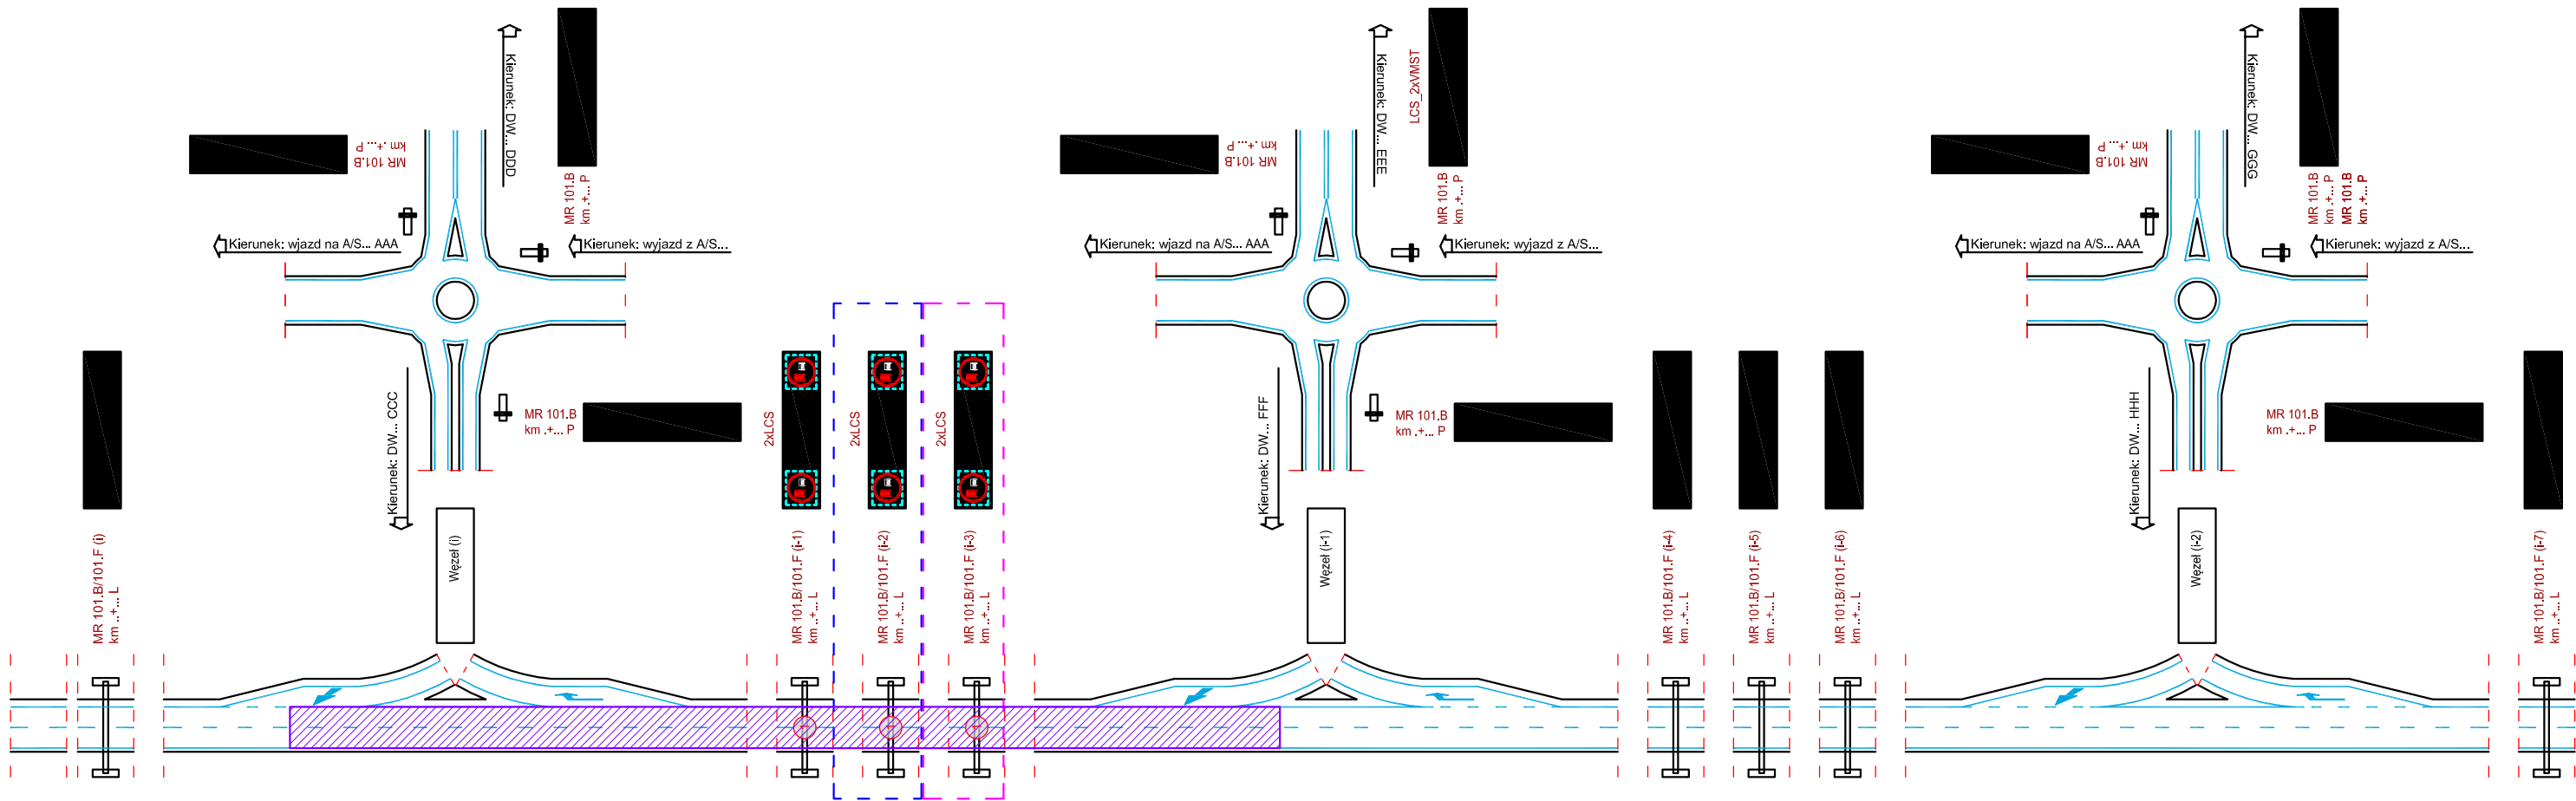 Kierunek: DW... DDD
MR 101.B
km .+... P
MR 101.B
km .+... P
Kierunek: wjazd na A/S... AAA
Kierunek: wyjazd z A/S...
Kierunek: DW... CCC
MR 101.B
km .+... P
Węzeł (i)
MR 101.B/101.F (i)
km ..+... L
2xLCS
MR 101.B/101.F (i-1)
km ..+... L
2xLCS
MR 101.B/101.F (i-2)
km ..+... L
2xLCS
MR 101.B/101.F (i-3)
km ..+... L
Kierunek: DW... EEE
LCS_2xVMST
MR 101.B
km .+... P
MR 101.B
km .+... P
Kierunek: wjazd na A/S... AAA
Kierunek: wyjazd z A/S...
Kierunek: DW... FFF
MR 101.B
km .+... P
Węzeł (i-1)
MR 101.B/101.F (i-4)
km ..+... L
MR 101.B/101.F (i-5)
km ..+... L
MR 101.B/101.F (i-6)
km ..+... L
Kierunek: DW... GGG
MR 101.B
km .+... P
MR 101.B
km .+... P
MR 101.B
km .+... P
Kierunek: wjazd na A/S... AAA
Kierunek: wyjazd z A/S...
Kierunek: DW... HHH
MR 101.B
km .+... P
Węzeł (i-2)
MR 101.B/101.F (i-7)
km ..+... L